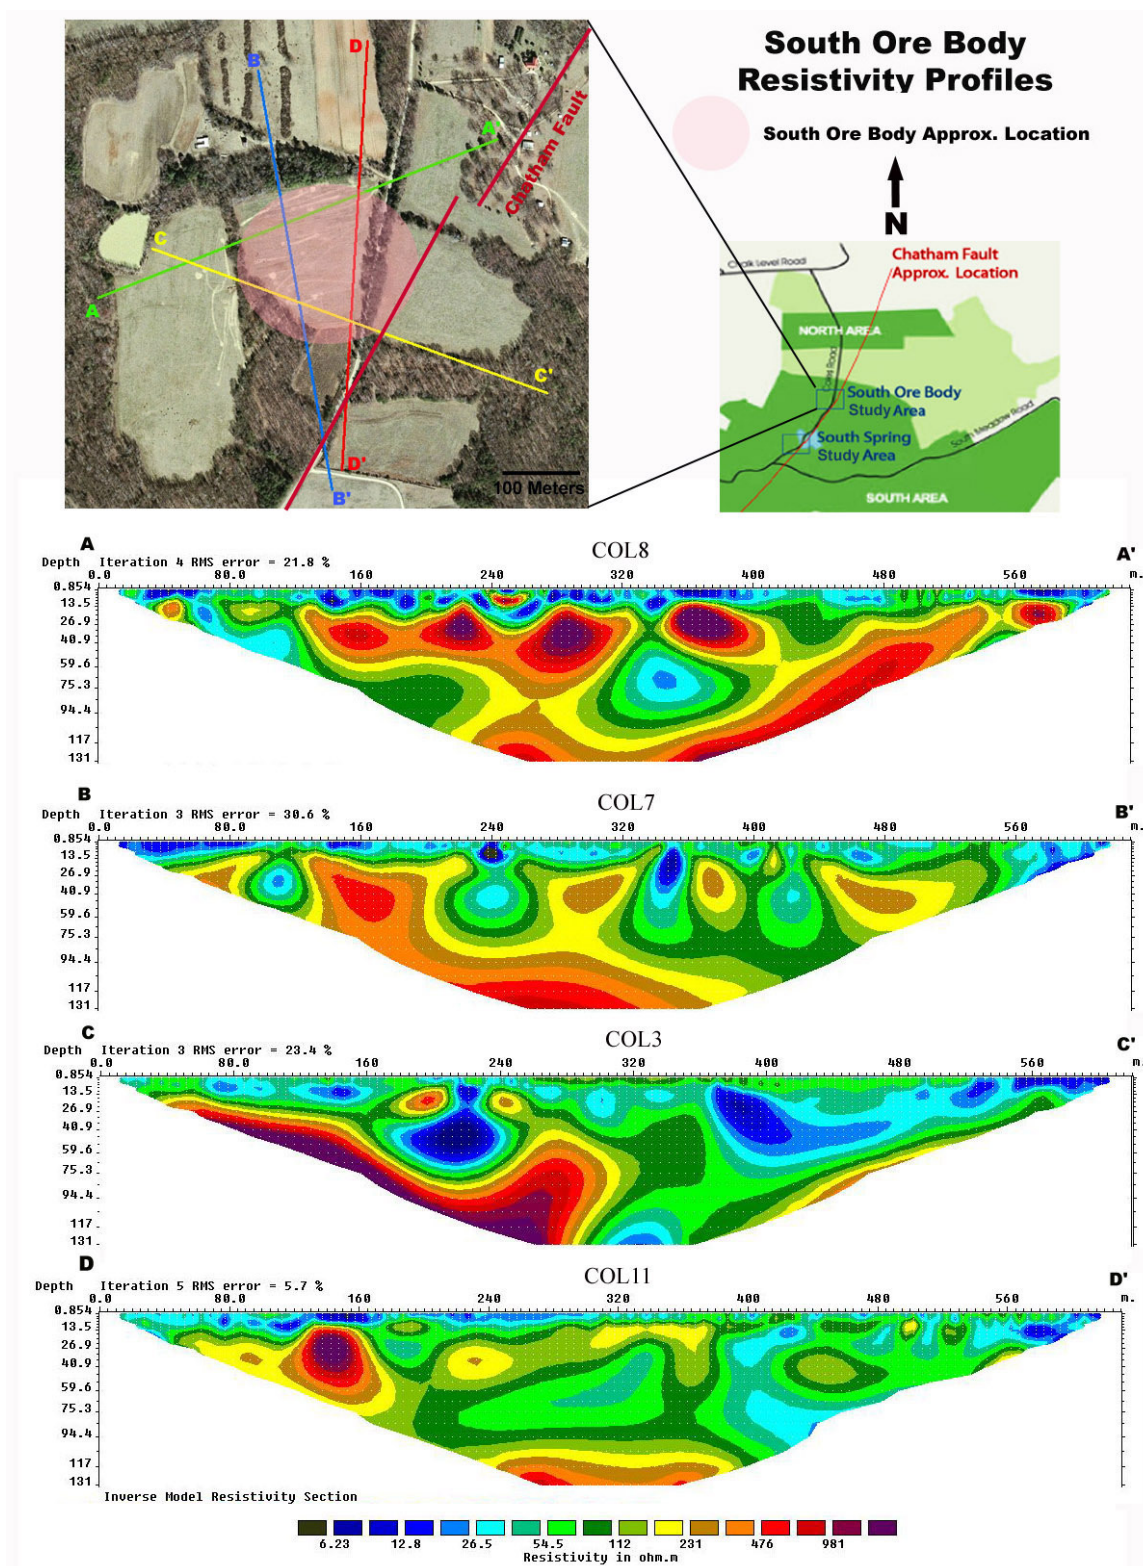 South Ore Body
Resistivity Profiles
South Ore Body Approx. Location
N
D
B
A'
Chatham Fault
C
A
C'
D'
B'
100 Meters
Chalk Level Road
Chatham Fault
Approx. Location
NORTH AREA
South Ore Body
Study Area
South Meadow Road
South Spring
Study Area
SOUTH AREA
A
COL8
A'
Depth Iteration 4 RMS error = 21.8 %
0.0 80.0 160 240 320 400 480 560 m.
0.854
13.5
26.9
40.9
59.6
75.3
94.4
117
131
B
COL7
B'
Depth Iteration 3 RMS error = 30.6 %
0.0 80.0 160 240 320 400 480 560 m.
0.854
13.5
26.9
40.9
59.6
75.3
94.4
117
131
C
COL3
C'
Depth Iteration 3 RMS error = 23.4 %
0.0 80.0 160 240 320 400 480 560 m.
0.854
13.5
26.9
40.9
59.6
75.3
94.4
117
131
D
COL11
D'
Depth Iteration 5 RMS error = 5.7 %
0.0 80.0 160 240 320 400 480 560 m.
0.854
13.5
26.9
40.9
59.6
75.3
94.4
117
131
Inverse Model Resistivity Section
6.23 12.8 26.5 54.5 112 231 476 981
Resistivity in ohm.m